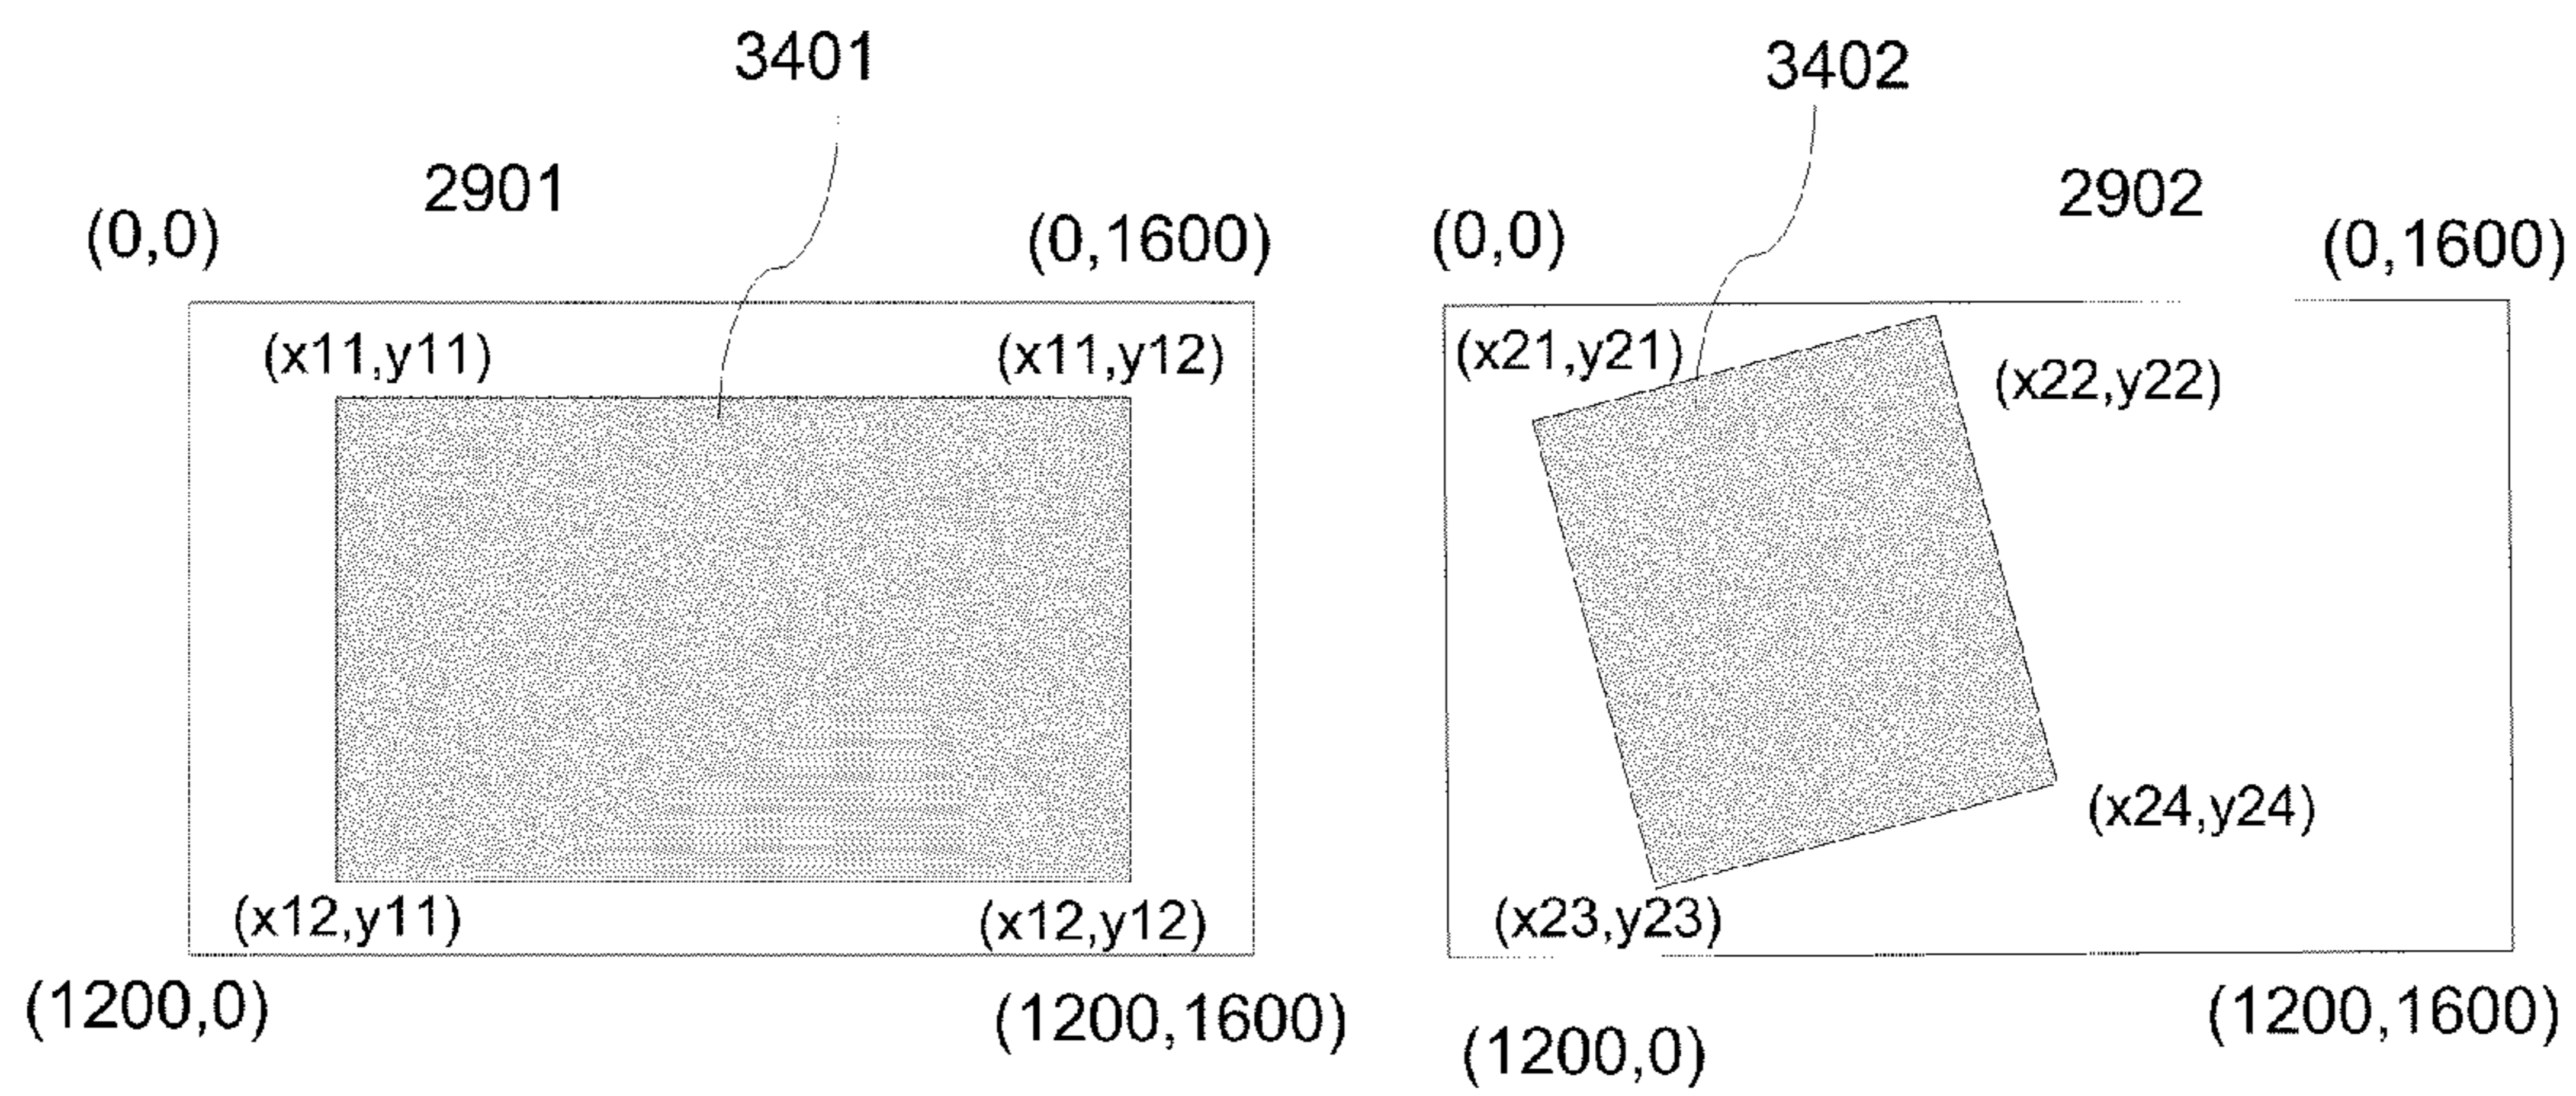 3401
3402
2901
2902
(0,0)
(0,1600)
(0,0)
(0,1600)
(x11,y11)
(x11,y12)
(x21,y21)
(x22,y22)
(x12,y11)
(x12,y12)
(x23,y23)
(x24,y24)
(1200,0)
(1200,1600)
(1200,0)
(1200,1600)